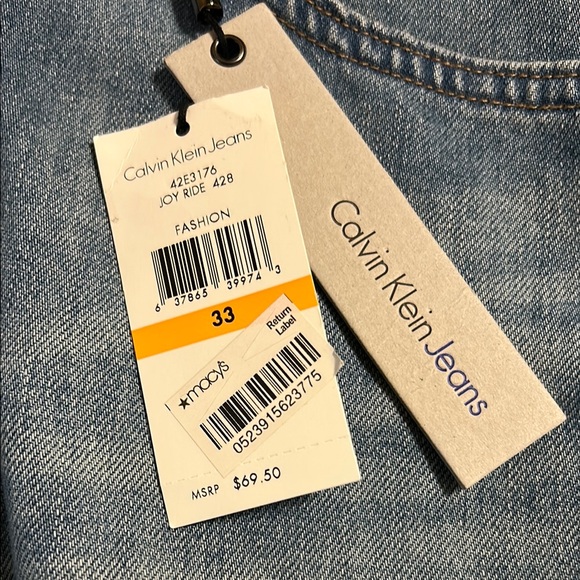 Calvin Klein Jeans
42E3176
JOY RIDE 428
FASHION
6 37865 39974 3
33
Return
Label
★macy's
0523915623775
MSRP $69.50
Calvin Klein Jeans